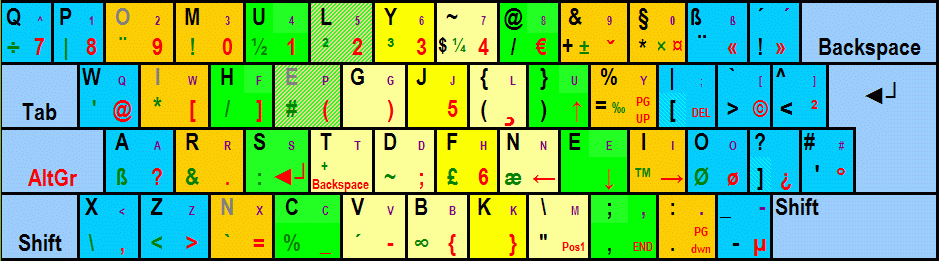 Q ^ P 1 O 2 M 3 U 4 L 5 Y 6 ~ 7 @ 8 & 9 § 0 ß ß ´ ´
÷ 7 | 8 ¨ 9 ! 0 ½ 1 ² 2 ³ 3 $ ¼ 4 / € + ± ˇ * × ¤ ¨ « ! » Backspace
W Q I W H F E P G G J J { L } U % Y | ; ` [ ^ ]
Tab ' @ * [ / ] # ( ) 5 ( ¸ ) ↑ = ‰ PG UP [ DEL > © < ² ◄┘
A A R R S S T T D D F H N N E E I I O O ? # #
AltGr ß ? & . : ◄┘ + Backspace ~ ; £ 6 æ ← ↓ ™ → Ø ø ] ¿ ' °
X < Z Z N X C C V V B B K K \ M ; , : . _ - Shift
Shift \ , < > ` = % _ ´ - ∞ { } " Pos1 , END . PG dwn - µ